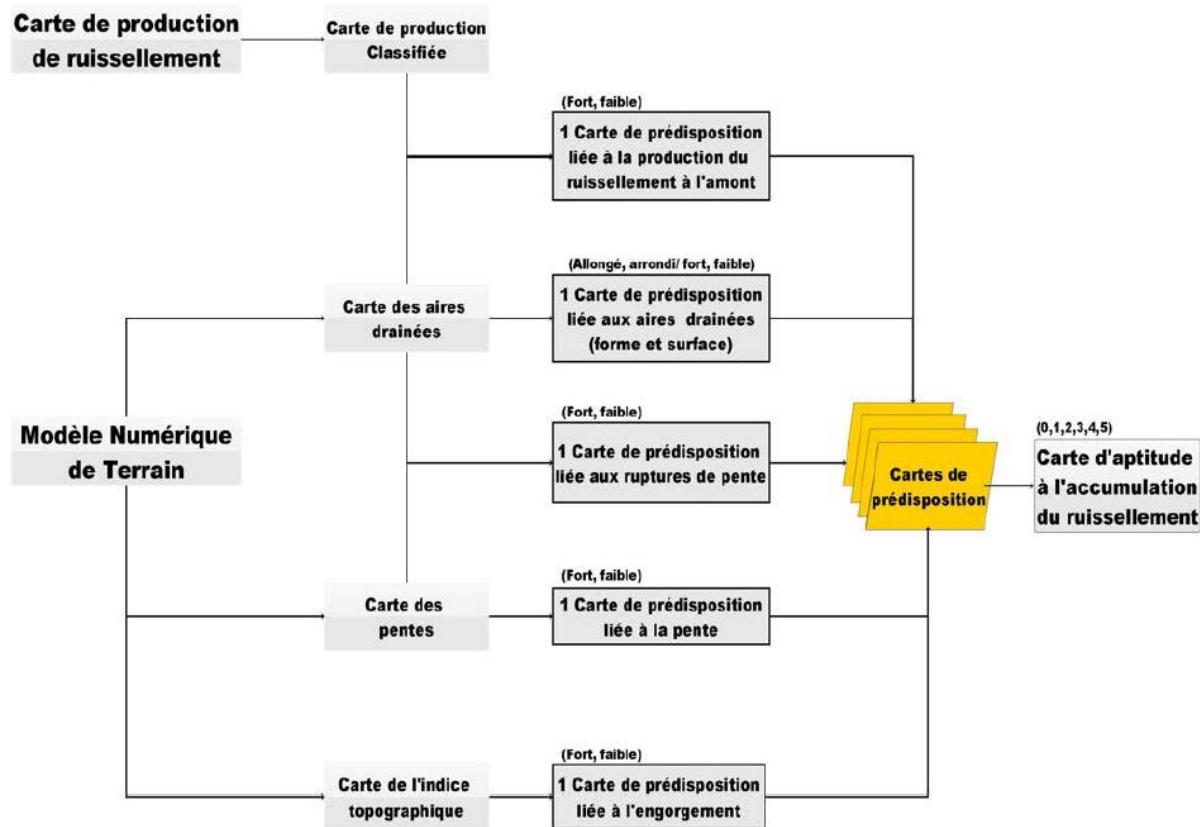 Carte de production
de ruissellement
Carte de production
Classifiée
(Fort, faible)
1 Carte de prédisposition
liée à la production du
ruissellement à l'amont
(Allongé, arrondi/ fort, faible)
Carte des aires
drainées
1 Carte de prédisposition
liée aux aires drainées
(forme et surface)
(Fort, faible)
1 Carte de prédisposition
liée aux ruptures de pente
Modèle Numérique
de Terrain
Cartes de
prédisposition
(0,1,2,3,4,5)
Carte d'aptitude
à l'accumulation
du ruissellement
(Fort, faible)
Carte des
pentes
1 Carte de prédisposition
liée à la pente
(Fort, faible)
Carte de l'indice
topographique
1 Carte de prédisposition
liée à l'engorgement